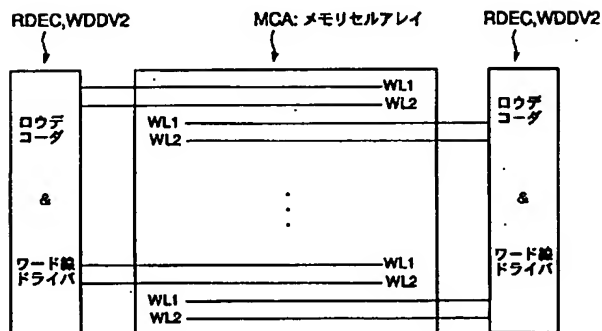 RDEC,WDDV2
MCA: メモリセルアレイ
RDEC,WDDV2
ロウデ
コーダ
&
ワード線
ドライバ
WL1
WL2
WL1
WL2
WL1
WL2
WL1
WL2
ロウデ
コーダ
&
ワード線
ドライバ